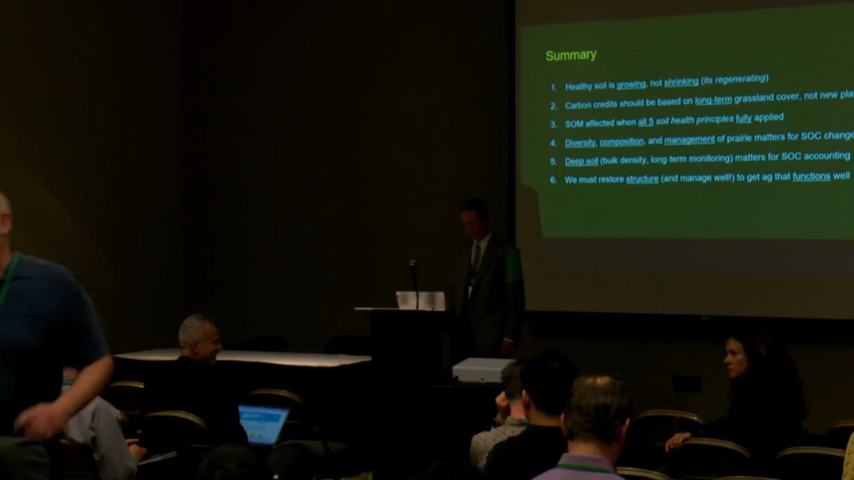 Summary
1. Healthy soil is growing, not shrinking (its regenerating)
2. Carbon credits should be based on long-term grassland cover, not new pla
3. SOM affected when all 5 soil health principles fully applied
4. Diversity, composition, and management of prairie matters for SOC change
5. Deep soil (bulk density, long-term monitoring) matters for SOC accounting
6. We must restore structure (and manage well!) to get ag that functions well